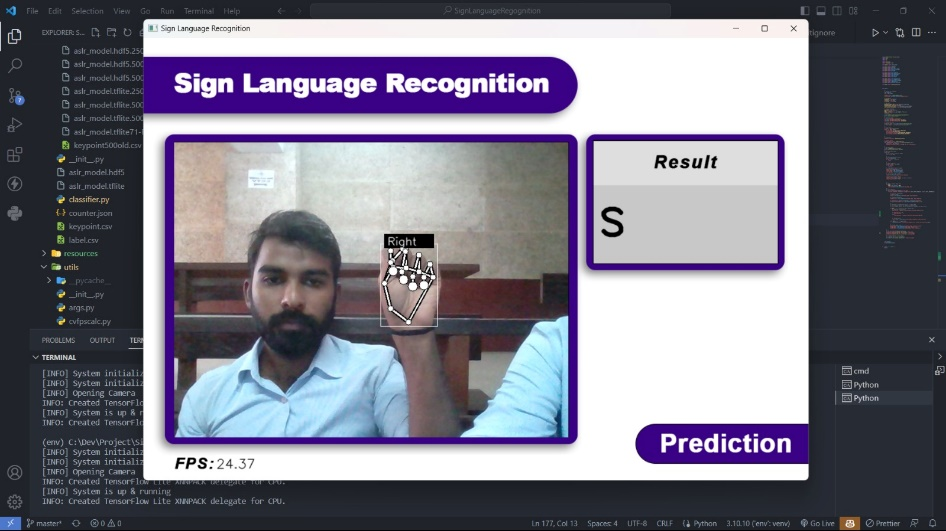 File Edit Selection View Go Run Terminal Help
SignLanguageRegognition
EXPLORER: S...
aslr_model.hdf5.250
aslr_model.hdf5.500
aslr_model.hdf5.500
aslr_model.tflite.250
aslr_model.tflite.500
aslr_model.tflite.500
aslr_model.tflite71-
keypoint500old.csv
__init__.py
aslr_model.hdf5
aslr_model.tflite
classifier.py
counter.json
keypoint.csv
label.csv
resources
utils
__pycache__
__init__.py
args.py
cvfpscalc.py
Sign Language Recognition
Sign Language Recognition
Right
Result
S
FPS: 24.37
Prediction
PROBLEMS OUTPUT TER
TERMINAL
[INFO] System initializ
[INFO] System initializ
[INFO] Opening Camera
INFO: Created TensorFlow
[INFO] System is up & r
(env) C:\Dev\Project\Si
[INFO] System initializ
[INFO] System initializ
[INFO] Opening Camera
INFO: Created TensorFlow Lite XNNPACK delegate for CPU.
[INFO] System is up & running
INFO: Created TensorFlow Lite XNNPACK delegate for CPU.
cmd
Python
Python
master* 0 0 Ln 177, Col 13 Spaces: 4 UTF-8 CRLF Python 3.10.10 ('env': venv) Go Live Prettier